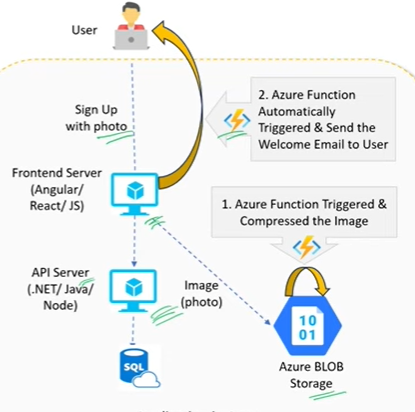 User
Sign Up
with photo
2. Azure Function
Automatically
Triggered & Send the
Welcome Email to User
Frontend Server
(Angular/
React/ JS)
1. Azure Function Triggered &
Compressed the Image
API Server
(.NET/ Java/
Node)
Image
(photo)
10
01
SQL
Azure BLOB
Storage